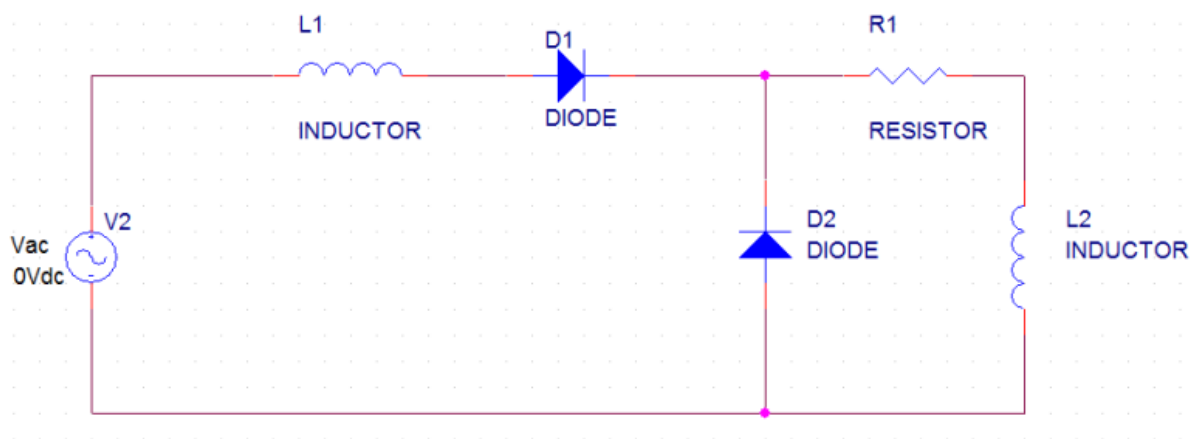 L1
INDUCTOR
D1
DIODE
R1
RESISTOR
V2
Vac
0Vdc
D2
DIODE
L2
INDUCTOR